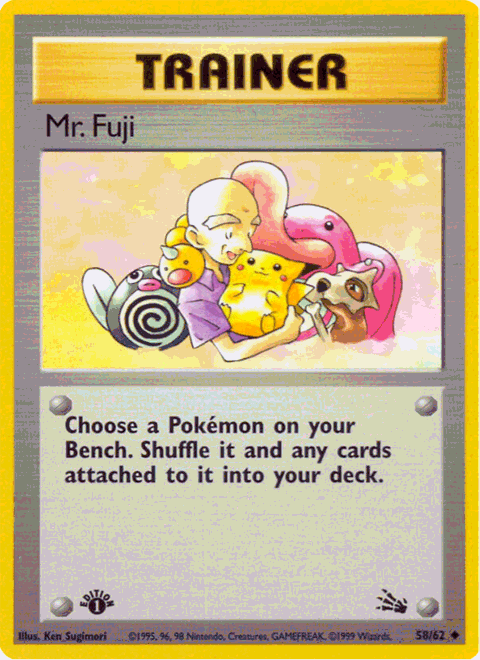 TRAINER
Mr. Fuji
Choose a Pokémon on your
Bench. Shuffle it and any cards
attached to it into your deck.
EDITION
1
Illus. Ken Sugimori ©1995, 96, 98 Nintendo, Creatures, GAMEFREAK. ©1999 Wizards. 58/62